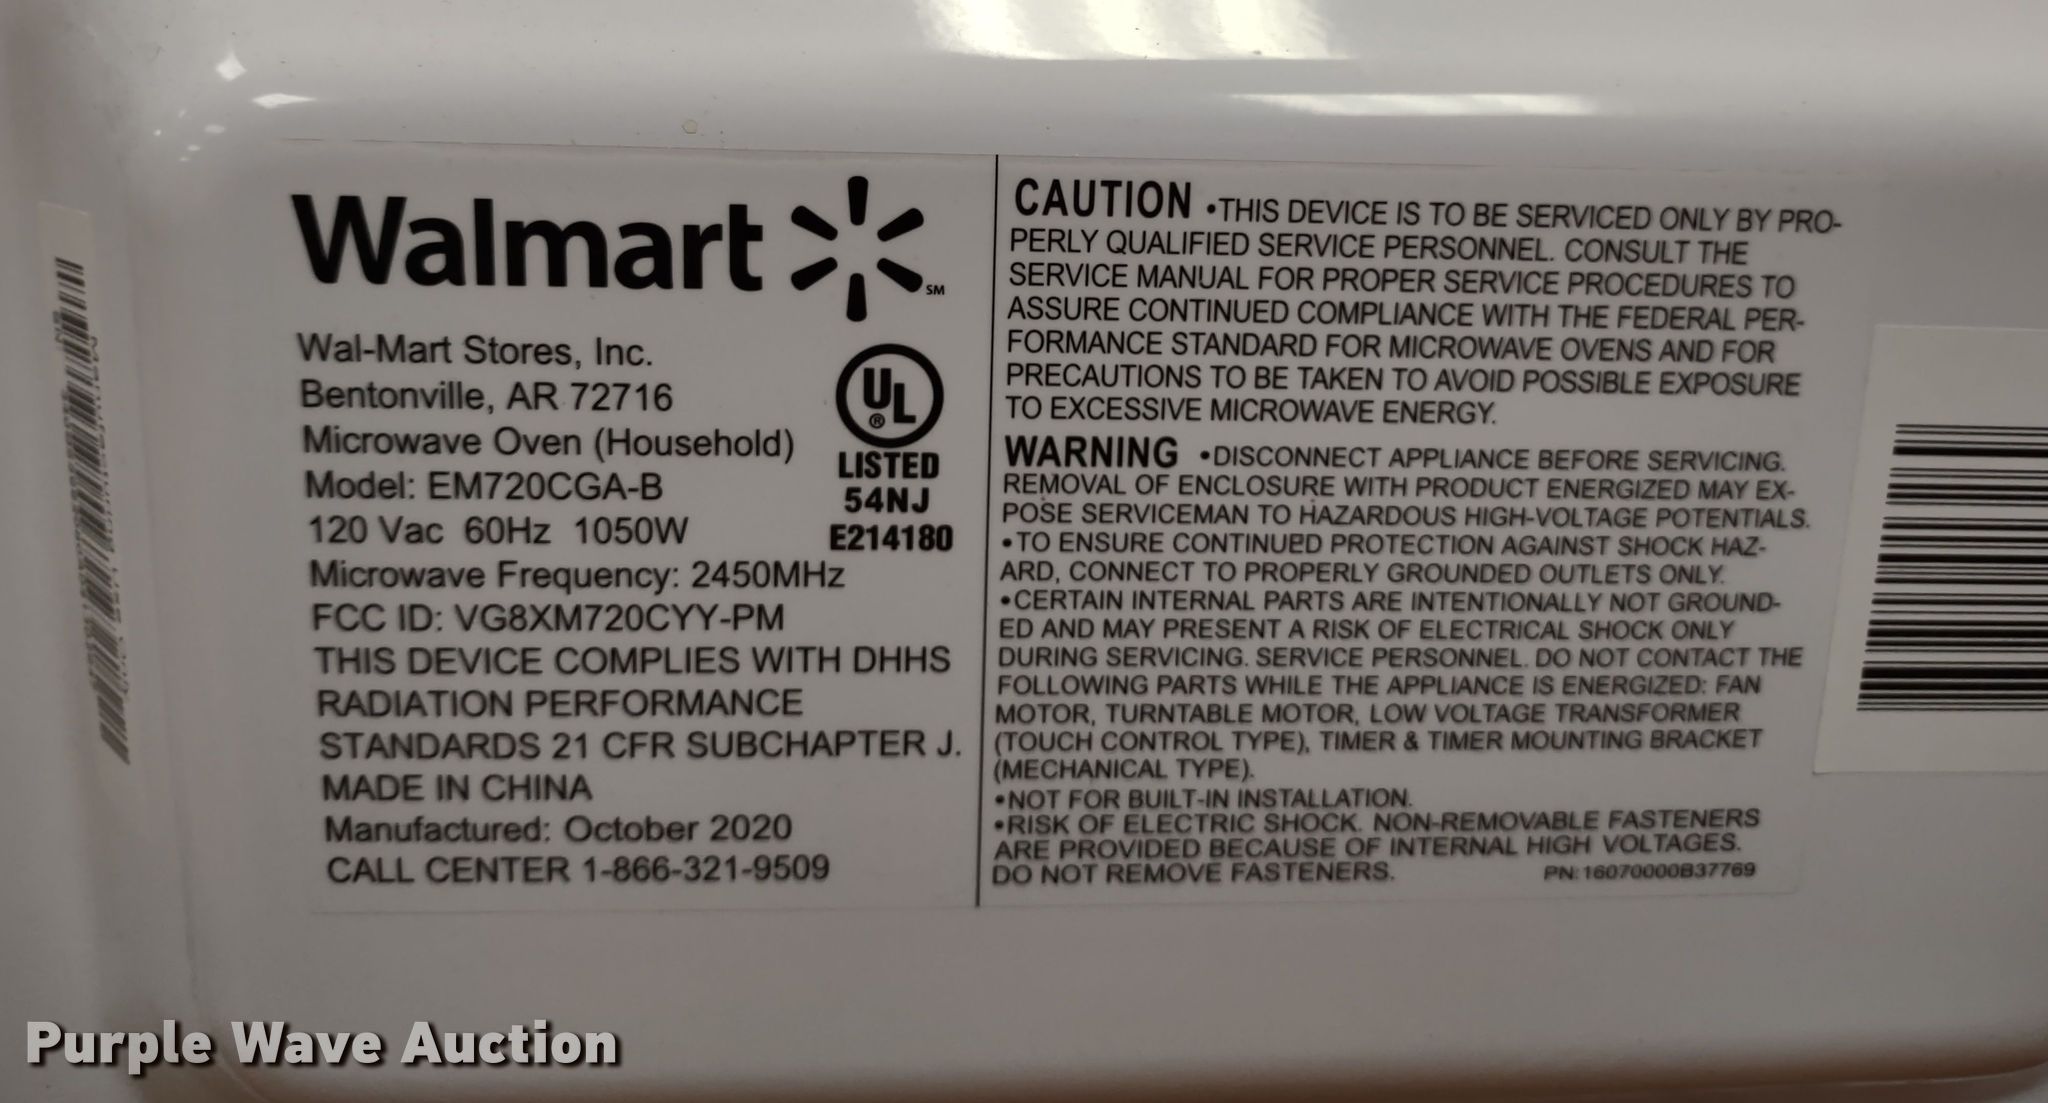 Walmart
SM
Wal-Mart Stores, Inc.
Bentonville, AR 72716
Microwave Oven (Household)
Model: EM720CGA-B
120 Vac 60Hz 1050W
Microwave Frequency: 2450MHz
FCC ID: VG8XM720CYY-PM
THIS DEVICE COMPLIES WITH DHHS
RADIATION PERFORMANCE
STANDARDS 21 CFR SUBCHAPTER J.
MADE IN CHINA
Manufactured: October 2020
CALL CENTER 1-866-321-9509
UL
®
LISTED
54NJ
E214180
CAUTION •THIS DEVICE IS TO BE SERVICED ONLY BY PRO-
PERLY QUALIFIED SERVICE PERSONNEL. CONSULT THE
SERVICE MANUAL FOR PROPER SERVICE PROCEDURES TO
ASSURE CONTINUED COMPLIANCE WITH THE FEDERAL PER-
FORMANCE STANDARD FOR MICROWAVE OVENS AND FOR
PRECAUTIONS TO BE TAKEN TO AVOID POSSIBLE EXPOSURE
TO EXCESSIVE MICROWAVE ENERGY.
WARNING •DISCONNECT APPLIANCE BEFORE SERVICING.
REMOVAL OF ENCLOSURE WITH PRODUCT ENERGIZED MAY EX-
POSE SERVICEMAN TO HAZARDOUS HIGH-VOLTAGE POTENTIALS.
•TO ENSURE CONTINUED PROTECTION AGAINST SHOCK HAZ-
ARD, CONNECT TO PROPERLY GROUNDED OUTLETS ONLY.
•CERTAIN INTERNAL PARTS ARE INTENTIONALLY NOT GROUND-
ED AND MAY PRESENT A RISK OF ELECTRICAL SHOCK ONLY
DURING SERVICING. SERVICE PERSONNEL. DO NOT CONTACT THE
FOLLOWING PARTS WHILE THE APPLIANCE IS ENERGIZED: FAN
MOTOR, TURNTABLE MOTOR, LOW VOLTAGE TRANSFORMER
(TOUCH CONTROL TYPE), TIMER & TIMER MOUNTING BRACKET
(MECHANICAL TYPE).
•NOT FOR BUILT-IN INSTALLATION.
•RISK OF ELECTRIC SHOCK. NON-REMOVABLE FASTENERS
ARE PROVIDED BECAUSE OF INTERNAL HIGH VOLTAGES.
DO NOT REMOVE FASTENERS. PN:16070000B37769
Purple Wave Auction